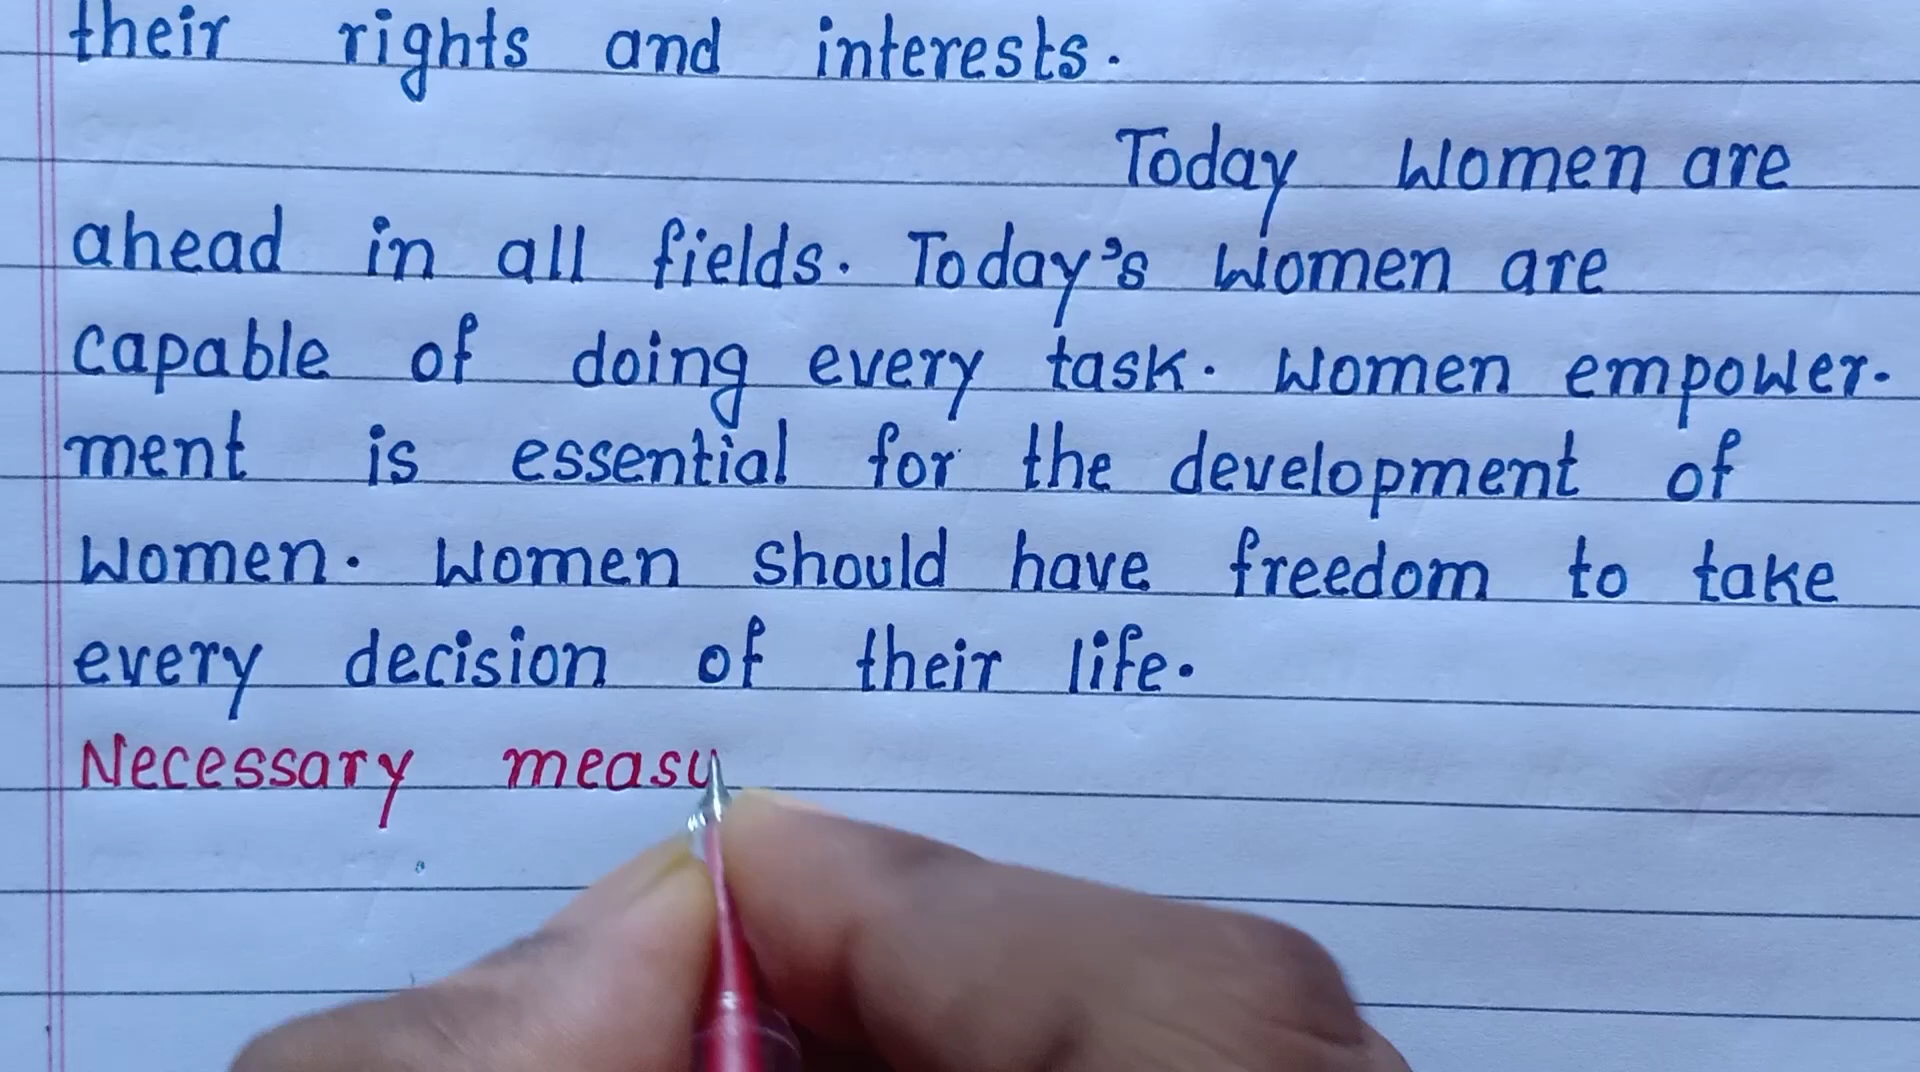 their rights and interests.
Today Women are
ahead in all fields. Today's Women are
capable of doing every task. Women empower-
ment is essential for the development of
Women. Women should have freedom to take
every decision of their life.
Necessary measu